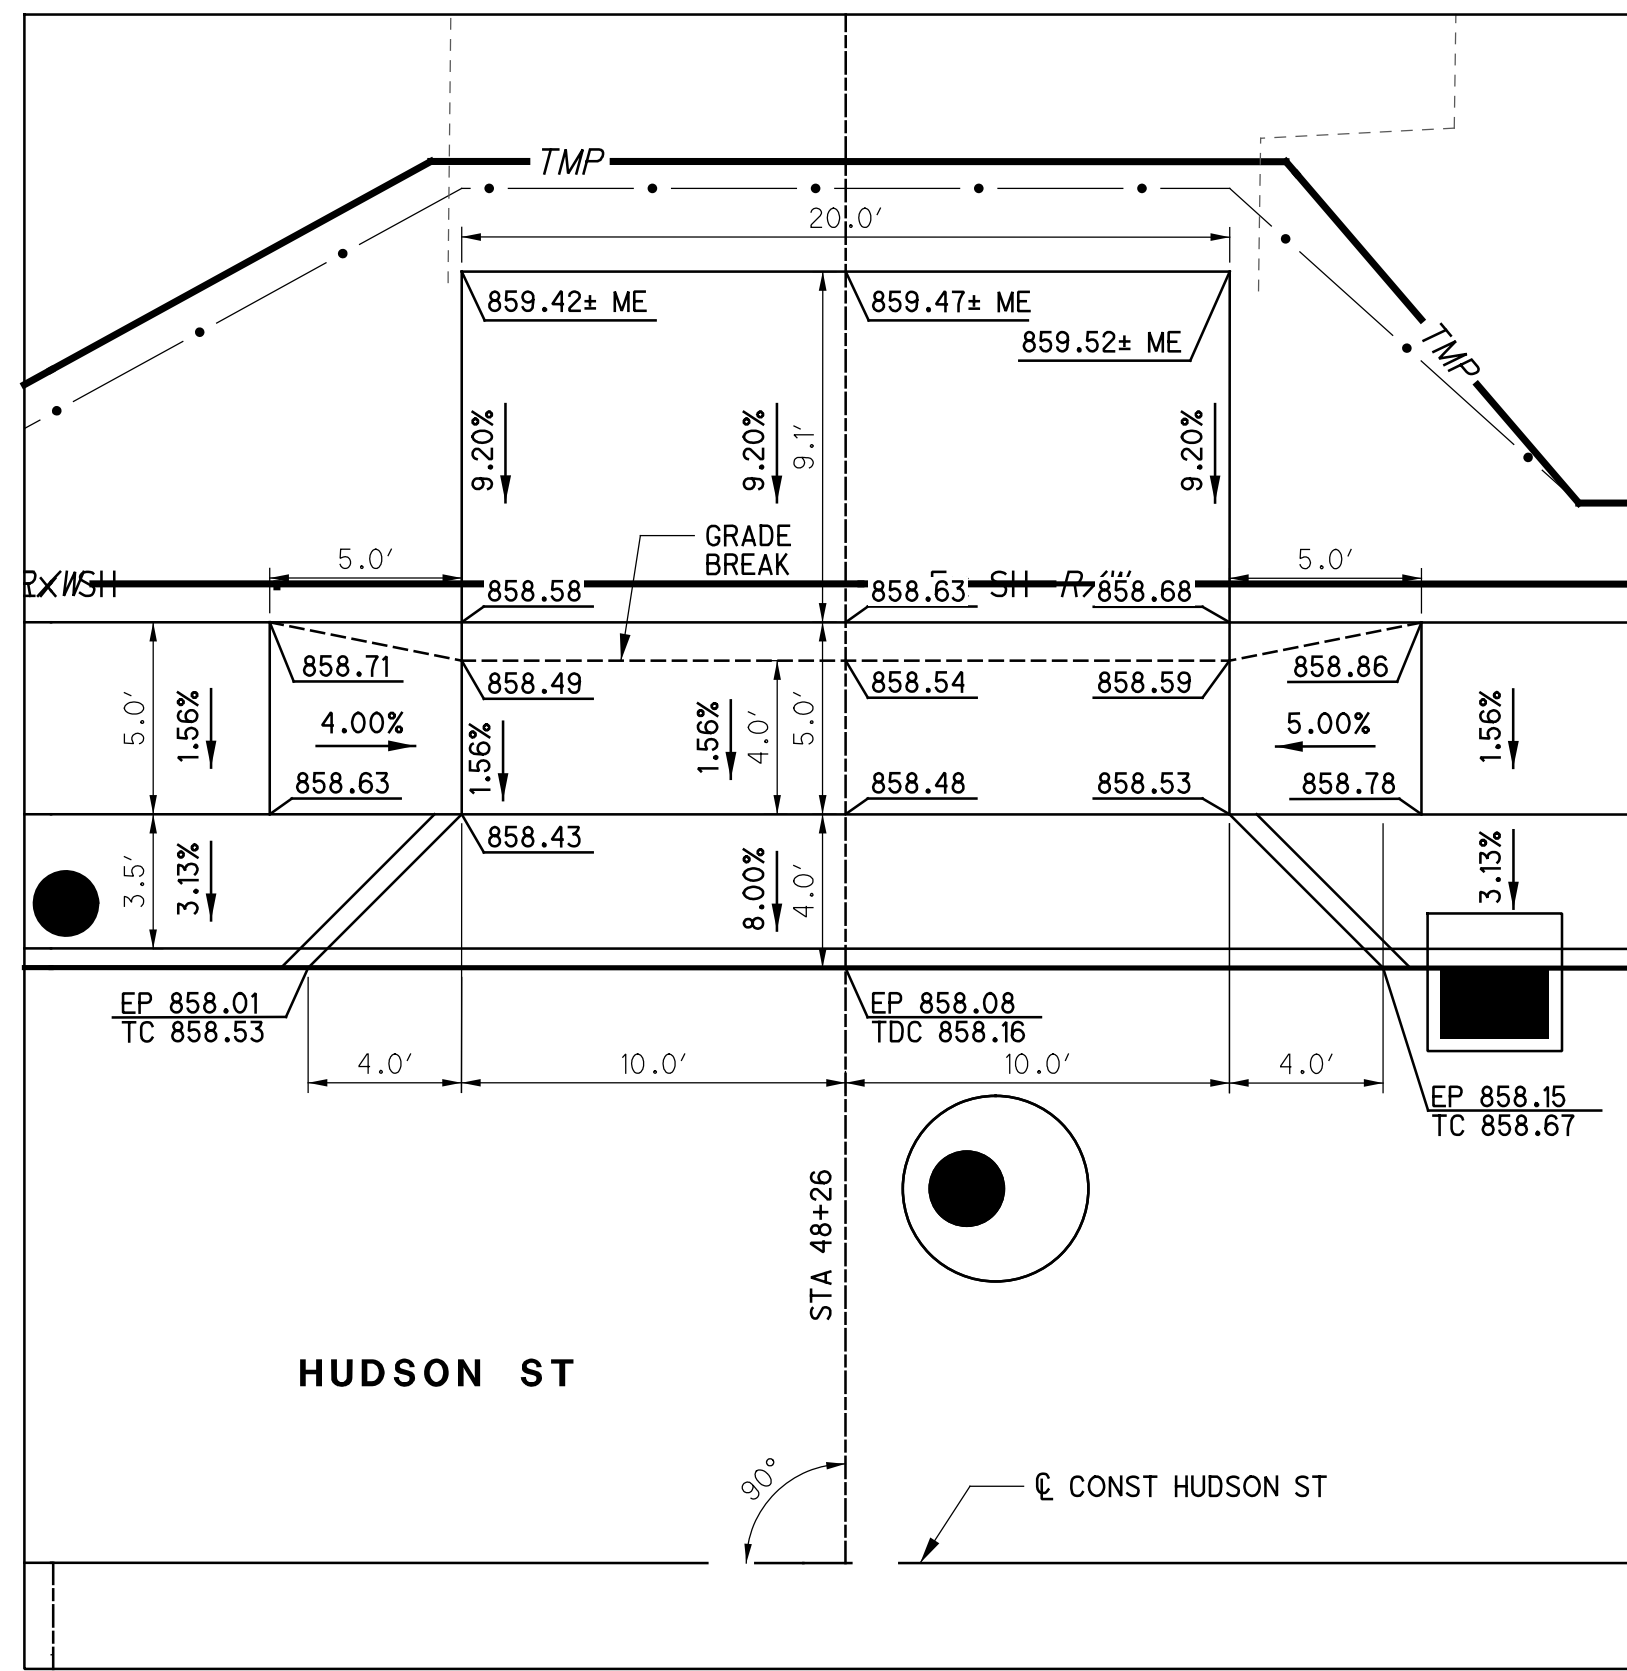 TMP
20.0′
859.42± ME
859.47± ME
859.52± ME
TMP
9.20%
9.20%
9.1′
9.20%
GRADE
BREAK
5.0′
5.0′
SH
858.58
858.63
SH R/W
858.68
858.71
858.49
858.54
858.59
858.86
5.0′
1.56%
4.00%
1.56%
1.56%
4.0′
5.0′
5.00%
1.56%
858.63
858.48
858.53
858.78
858.43
3.5′
3.13%
8.00%
4.0′
3.13%
EP 858.01
TC 858.53
EP 858.08
TDC 858.16
4.0′
10.0′
10.0′
4.0′
EP 858.15
TC 858.67
STA 48+26
HUDSON ST
90°
℄ CONST HUDSON ST